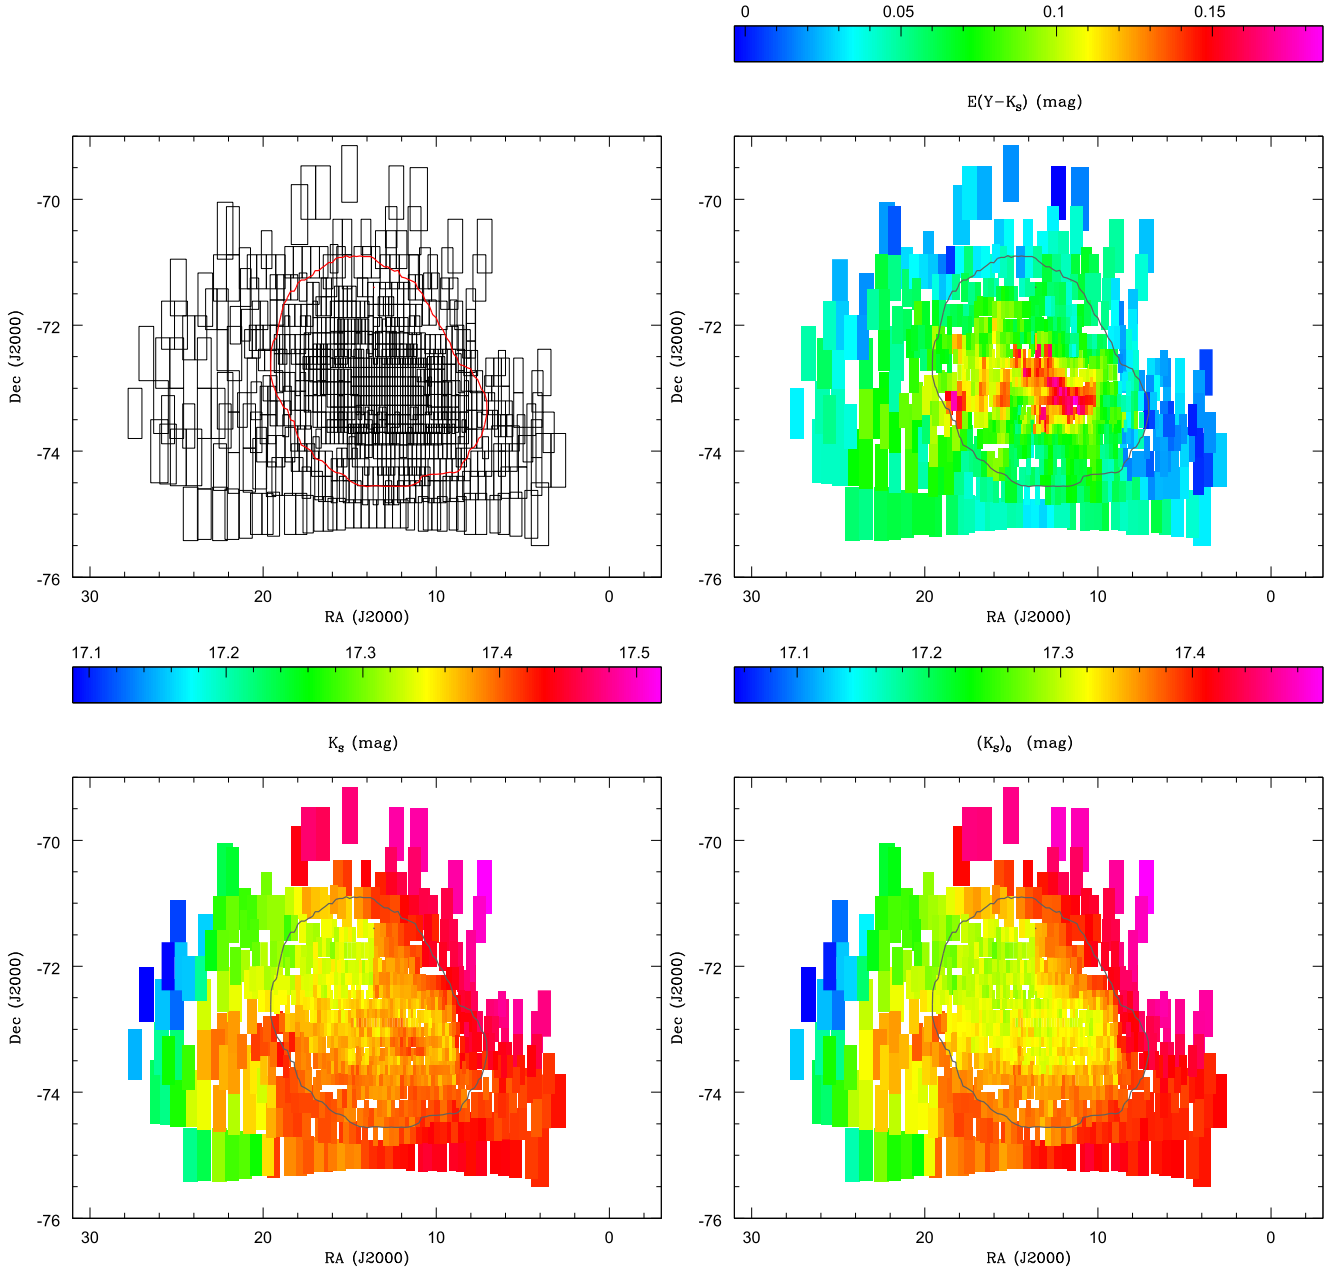 0 0.05 0.1 0.15
E(Y−Ks) (mag)
-70
-72
-74
-76
Dec (J2000)
30 20 10 0
RA (J2000)
-70
-72
-74
-76
Dec (J2000)
30 20 10 0
RA (J2000)
17.1 17.2 17.3 17.4 17.5
Ks (mag)
17.1 17.2 17.3 17.4
(Ks)0 (mag)
-70
-72
-74
-76
Dec (J2000)
30 20 10 0
RA (J2000)
-70
-72
-74
-76
Dec (J2000)
30 20 10 0
RA (J2000)